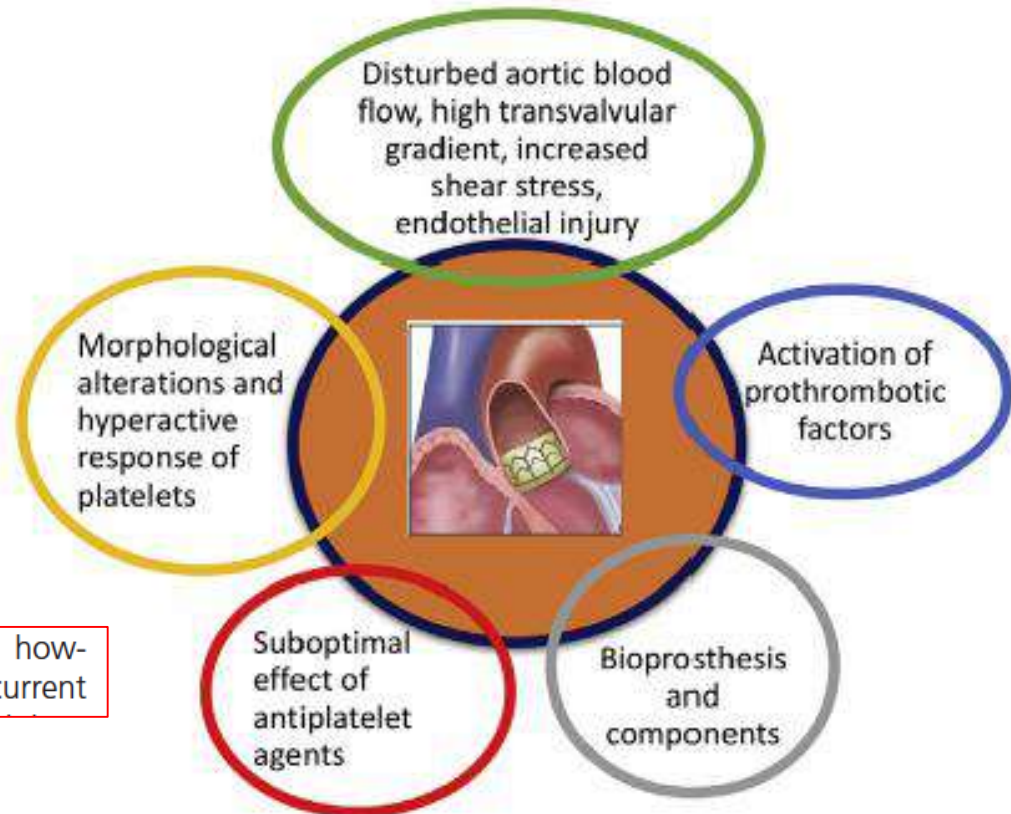 Disturbed aortic blood
flow, high transvalvular
gradient, increased
shear stress,
endothelial injury
Morphological
alterations and
hyperactive
response of
platelets
Activation of
prothrombotic
factors
how-
current
Suboptimal
effect of
antiplatelet
agents
Bioprosthesis
and
components